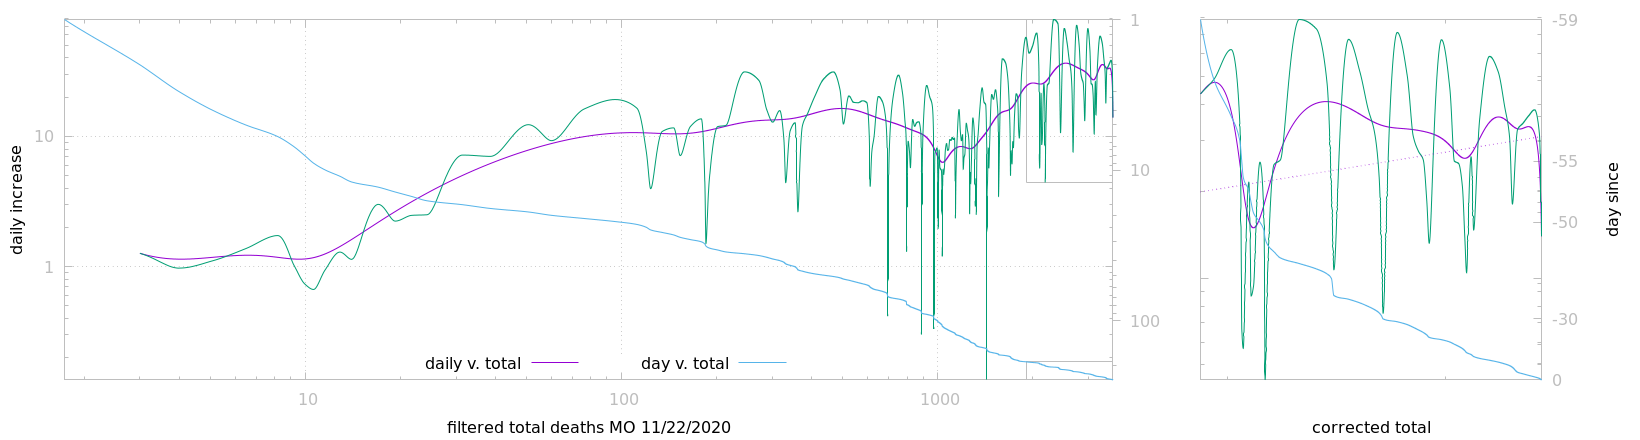 daily increase
10
1
1
10
100
daily v. total
day v. total
10
100
1000
filtered total deaths MO 11/22/2020
-59
-55
-50
-30
0
day since
corrected total